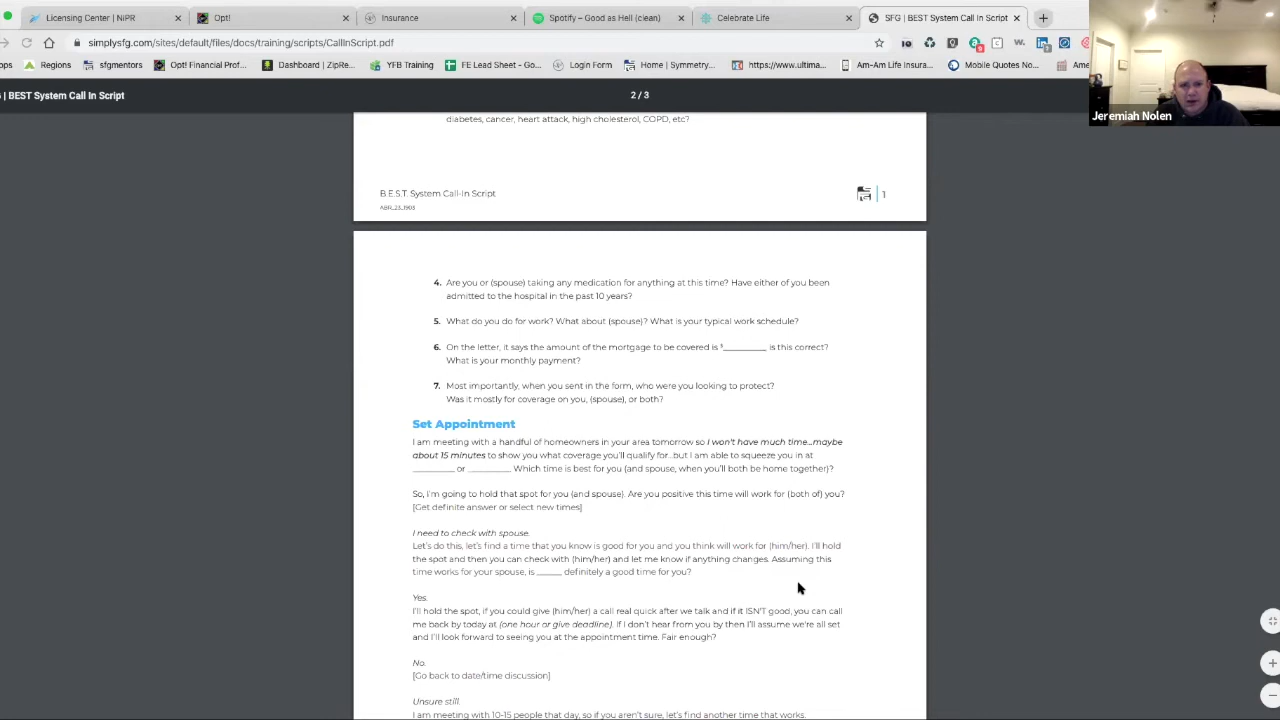 Licensing Center | NiPR
Opt!
Insurance
Spotify – Good as Hell (clean)
Celebrate Life
SFG | BEST System Call In Script
simplysfg.com/sites/default/files/docs/training/scripts/CallInScript.pdf
ops
Regions
sfgmentors
Opt! Financial Prof...
Dashboard | ZipRe...
YFB Training
FE Lead Sheet - Go...
Login Form
Home | Symmetry...
https://www.ultima...
Am-Am Life Insura...
Mobile Quotes No...
| BEST System Call In Script
2 / 3
Jeremiah Nolen
diabetes, cancer, heart attack, high cholesterol, COPD, etc?
B.E.S.T. System Call-In Script
1
4. Are you or (spouse) taking any medication for anything at this time? Have either of you been
admitted to the hospital in the past 10 years?
5. What do you do for work? What about (spouse)? What is your typical work schedule?
6. On the letter, it says the amount of the mortgage to be covered is $__________ is this correct?
What is your monthly payment?
7. Most importantly, when you sent in the form, who were you looking to protect?
Was it mostly for coverage on you, (spouse), or both?
Set Appointment
I am meeting with a handful of homeowners in your area tomorrow so I won't have much time...maybe
about 15 minutes to show you what coverage you'll qualify for...but I am able to squeeze you in at
__________ or __________. Which time is best for you (and spouse, when you'll both be home together)?
So, I'm going to hold that spot for you (and spouse). Are you positive this time will work for (both of) you?
[Get definite answer or select new times]
I need to check with spouse.
Let's do this, let's find a time that you know is good for you and you think will work for (him/her). I'll hold
the spot and then you can check with (him/her) and let me know if anything changes. Assuming this
time works for your spouse, is ______ definitely a good time for you?
Yes.
I'll hold the spot, if you could give (him/her) a call real quick after we talk and if it ISN'T good, you can call
me back by today at (one hour or give deadline). If I don't hear from you by then I'll assume we're all set
and I'll look forward to seeing you at the appointment time. Fair enough?
No.
[Go back to date/time discussion]
Unsure still.
I am meeting with 10-15 people that day, so if you aren't sure, let's find another time that works.